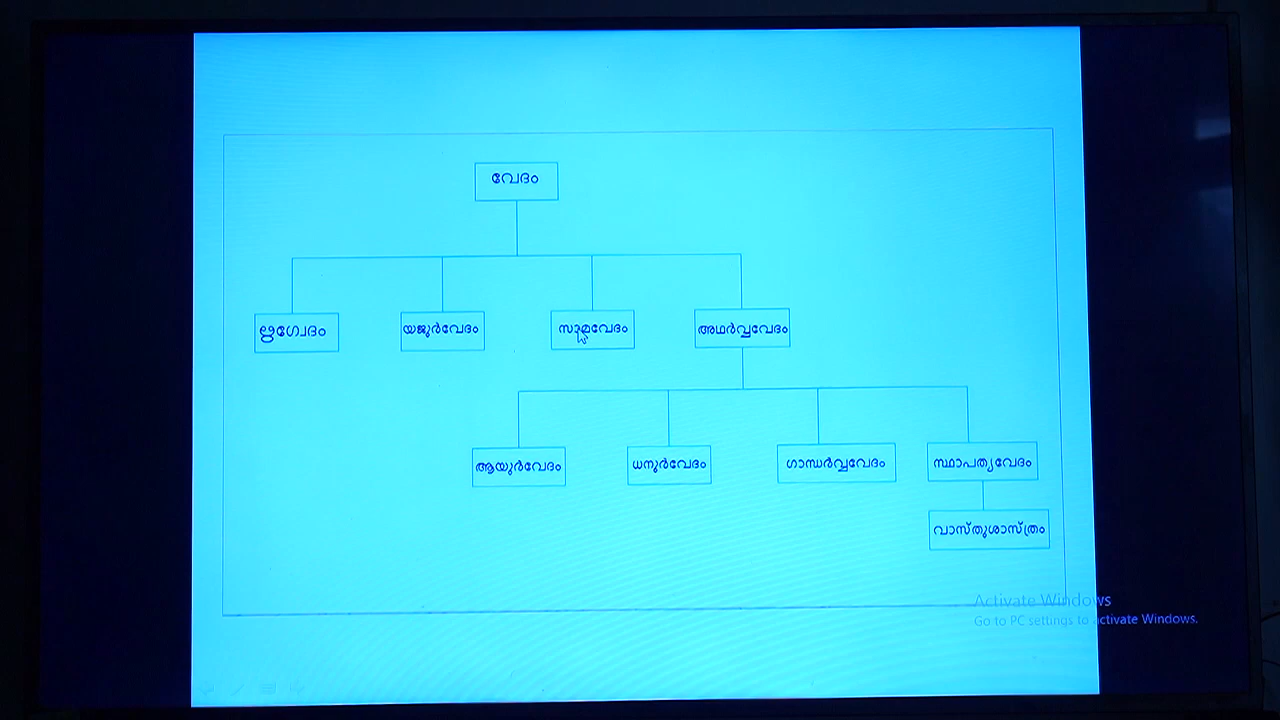 വേദം
ഋഗ്വേദം
യജുർവേദം
സാമവേദം
അഥർവ്വവേദം
ആയുർവേദം
ധനുർവേദം
ഗാന്ധർവ്വവേദം
സ്ഥാപത്യവേദം
വാസ്തുശാസ്ത്രം
Activate Windows
Go to PC settings to activate Windows.